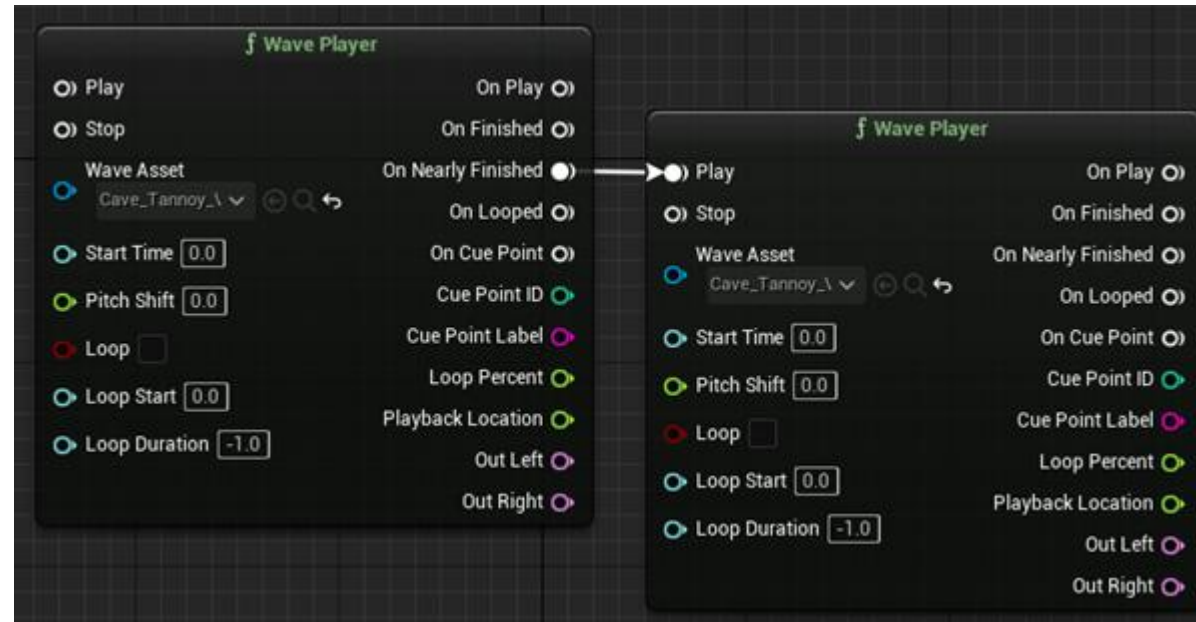 ƒ Wave Player
Play
On Play
Stop
On Finished
Wave Asset
On Nearly Finished
Cave_Tannoy_\
On Looped
Start Time 0.0
On Cue Point
Pitch Shift 0.0
Cue Point ID
Loop
Cue Point Label
Loop Start 0.0
Loop Percent
Loop Duration -1.0
Playback Location
Out Left
Out Right
ƒ Wave Player
Play
On Play
Stop
On Finished
Wave Asset
On Nearly Finished
Cave_Tannoy_\
On Looped
Start Time 0.0
On Cue Point
Pitch Shift 0.0
Cue Point ID
Loop
Cue Point Label
Loop Start 0.0
Loop Percent
Loop Duration -1.0
Playback Location
Out Left
Out Right